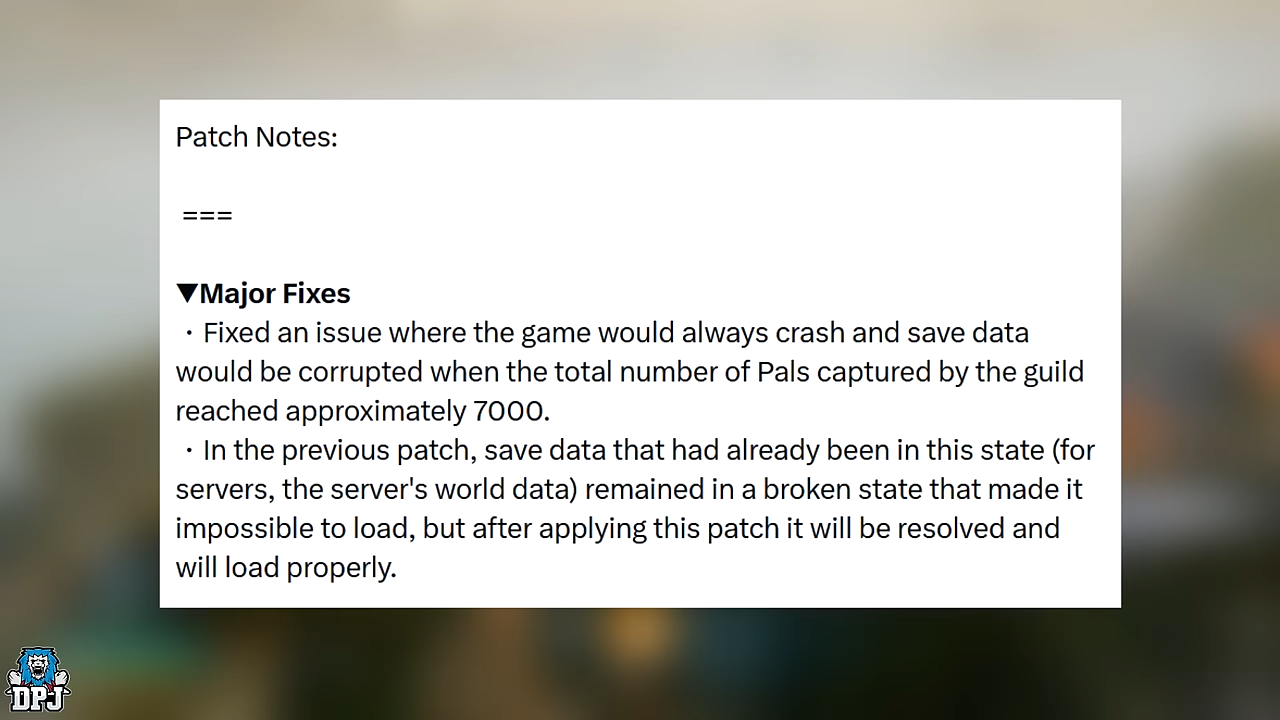 Patch Notes:
===
▼Major Fixes
・Fixed an issue where the game would always crash and save data
would be corrupted when the total number of Pals captured by the guild
reached approximately 7000.
・In the previous patch, save data that had already been in this state (for
servers, the server's world data) remained in a broken state that made it
impossible to load, but after applying this patch it will be resolved and
will load properly.
DPJ